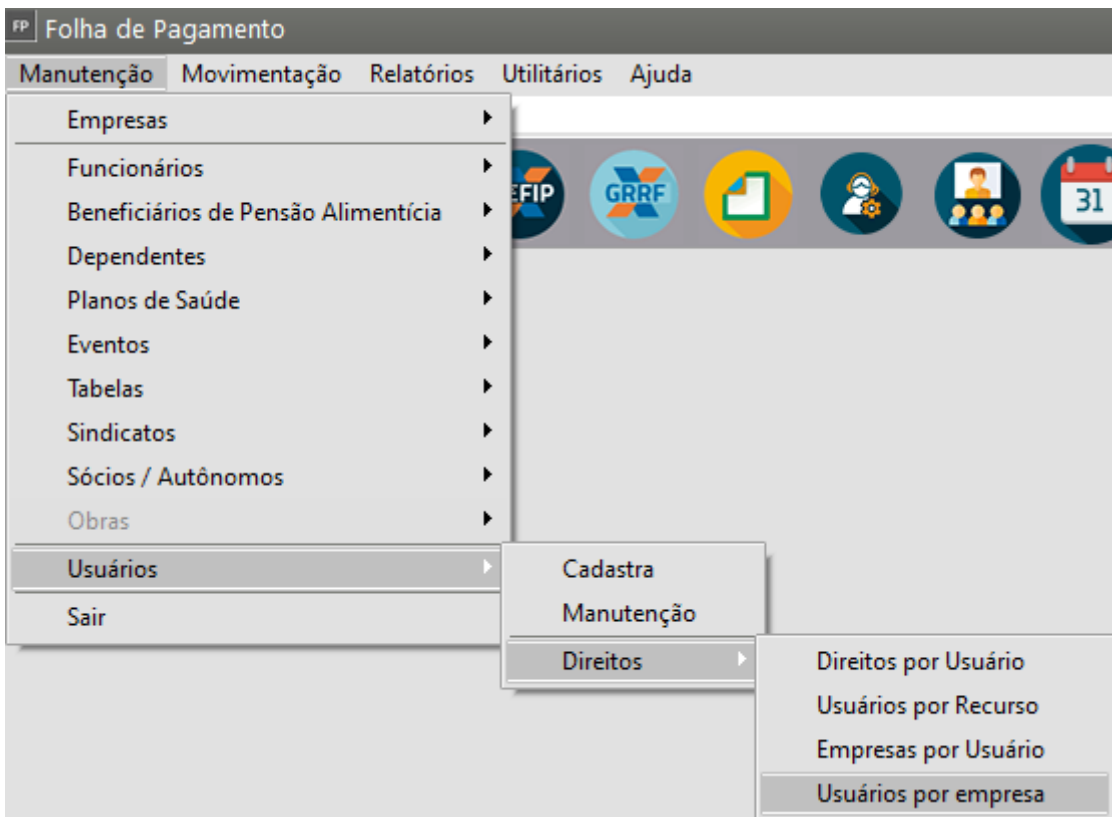 FP Folha de Pagamento
Manutenção Movimentação Relatórios Utilitários Ajuda
Empresas
Funcionários
Beneficiários de Pensão Alimentícia
Dependentes
Planos de Saúde
Eventos
Tabelas
Sindicatos
Sócios / Autônomos
Obras
Usuários
Sair
EFIP
GRRF
31
Cadastra
Manutenção
Direitos
Direitos por Usuário
Usuários por Recurso
Empresas por Usuário
Usuários por empresa